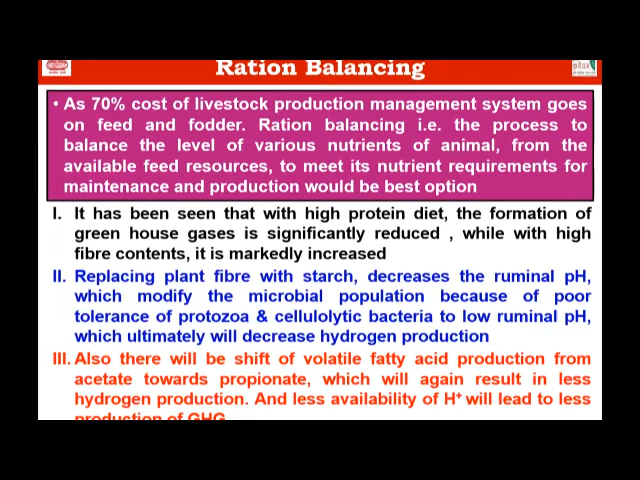 Ration Balancing
• As 70% cost of livestock production management system goes
on feed and fodder. Ration balancing i.e. the process to
balance the level of various nutrients of animal, from the
available feed resources, to meet its nutrient requirements for
maintenance and production would be best option
I. It has been seen that with high protein diet, the formation of
green house gases is significantly reduced , while with high
fibre contents, it is markedly increased
II. Replacing plant fibre with starch, decreases the ruminal pH,
which modify the microbial population because of poor
tolerance of protozoa & cellulolytic bacteria to low ruminal pH,
which ultimately will decrease hydrogen production
III. Also there will be shift of volatile fatty acid production from
acetate towards propionate, which will again result in less
hydrogen production. And less availability of H⁺ will lead to less
production of GHG.